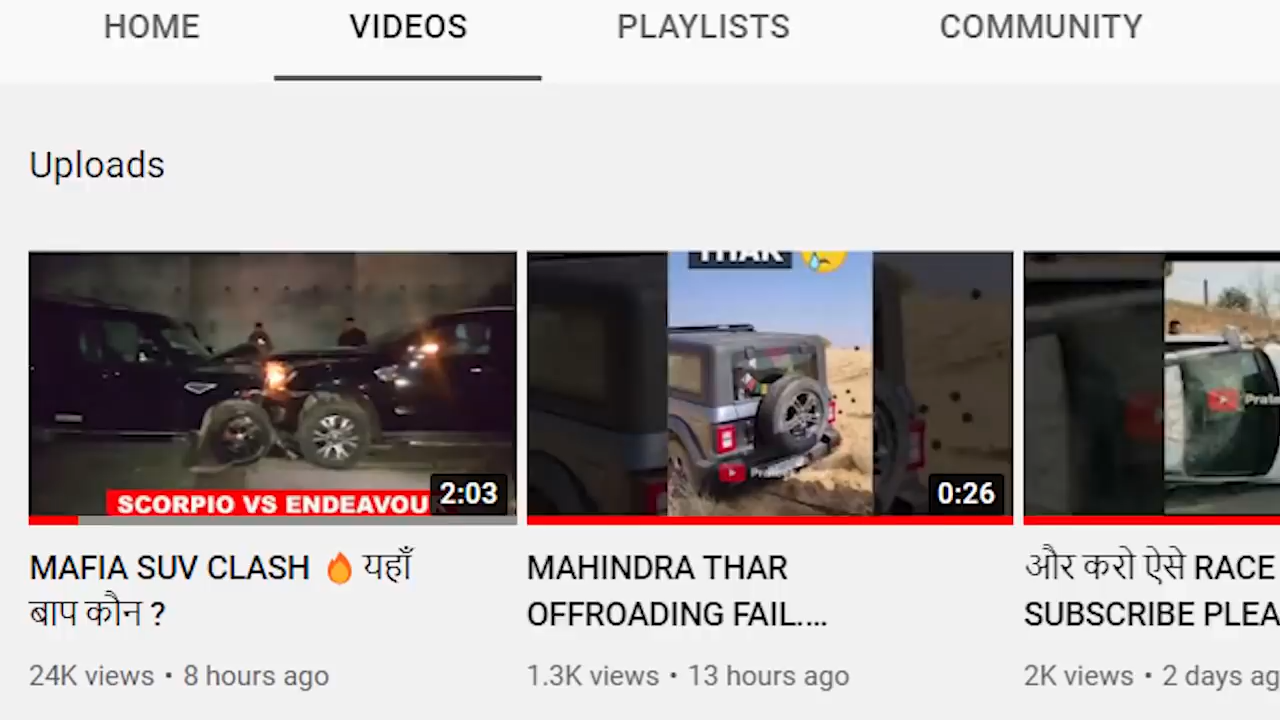 HOME VIDEOS PLAYLISTS COMMUNITY
Uploads
THAR
SCORPIO VS ENDEAVOU
2:03
0:26
MAFIA SUV CLASH 🔥 यहाँ
बाप कौन ?
24K views • 8 hours ago
MAHINDRA THAR
OFFROADING FAIL....
1.3K views • 13 hours ago
और करो ऐसे RACE
SUBSCRIBE PLEA
2K views • 2 days ag